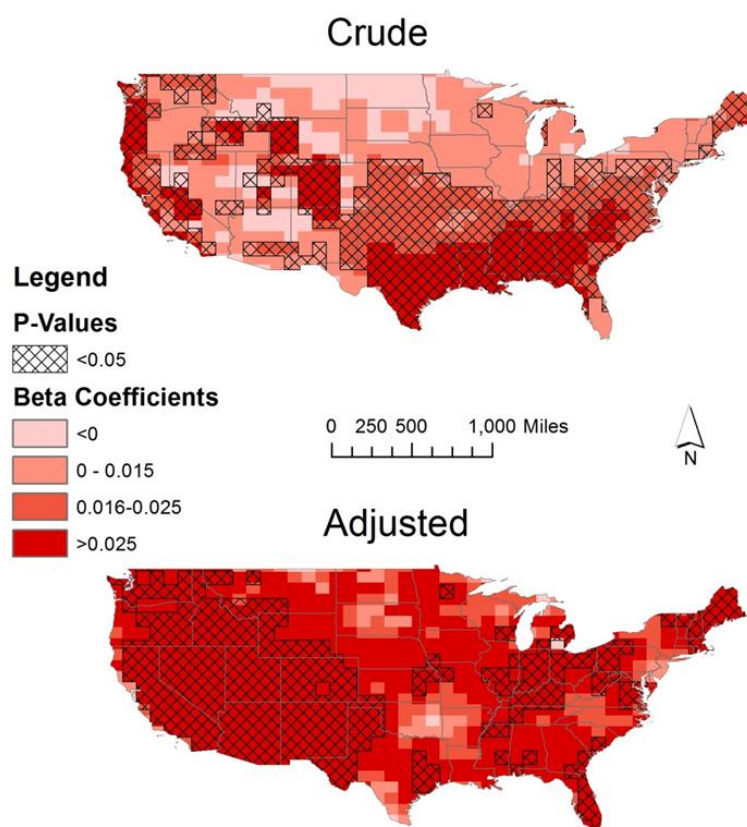 Crude
Legend
P-Values
<0.05
Beta Coefficients
<0
0 - 0.015
0.016-0.025
>0.025
0 250 500 1,000 Miles
N
Adjusted